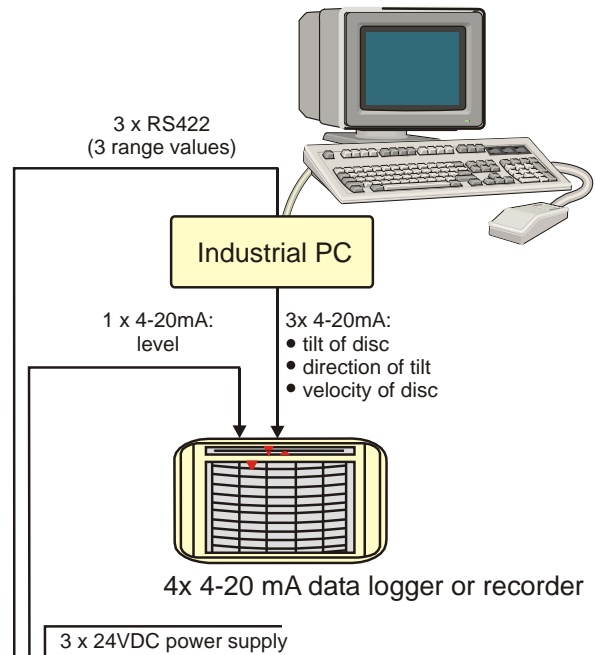 3 x RS422
(3 range values)
Industrial PC
1 x 4-20mA:
level
3x 4-20mA:
• tilt of disc
• direction of tilt
• velocity of disc
4x 4-20 mA data logger or recorder
3 x 24VDC power supply